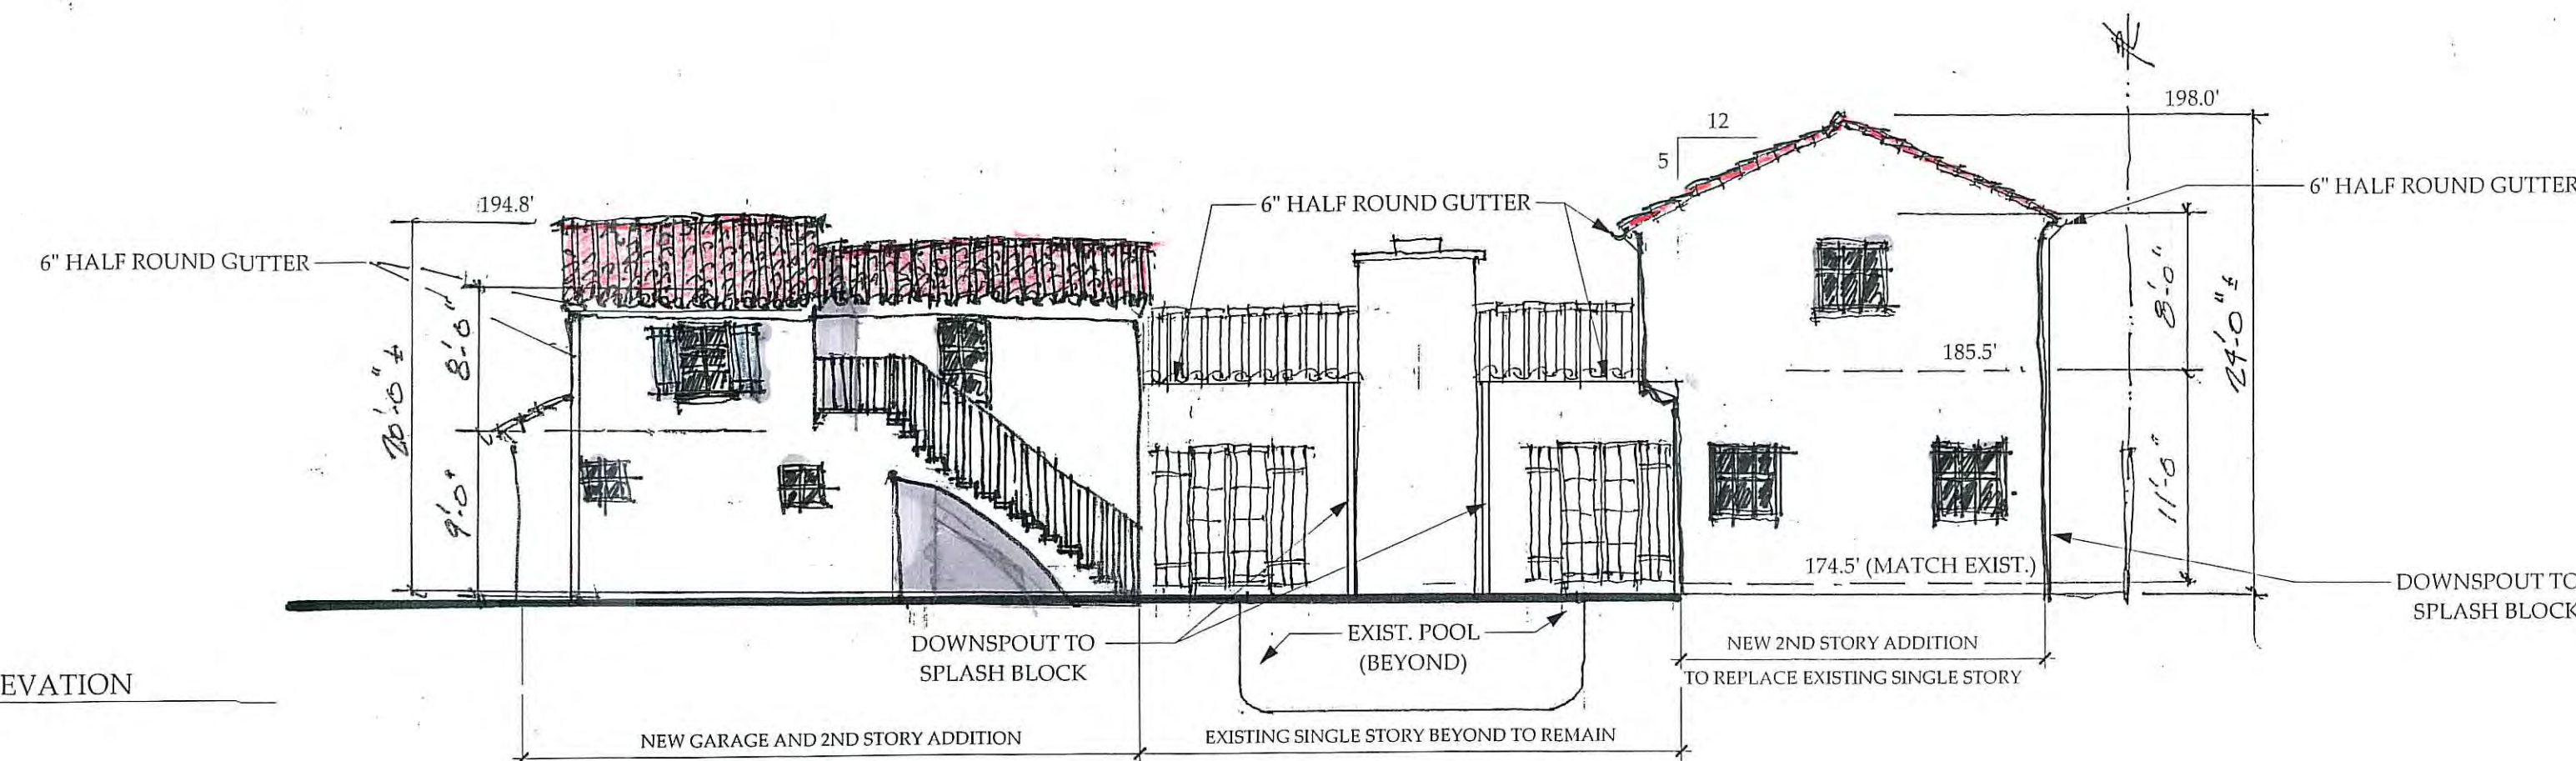 198.0'
12
5
194.8'
6" HALF ROUND GUTTER
6" HALF ROUND GUTTER
6" HALF ROUND GUTTER
8'-0"
8'-0"
20'-0" ±
24'-0" ±
185.5'
9'-0"
11'-0"
174.5' (MATCH EXIST.)
DOWNSPOUT TO
SPLASH BLOCK
DOWNSPOUT TO
SPLASH BLOCK
EXIST. POOL
(BEYOND)
NEW 2ND STORY ADDITION
TO REPLACE EXISTING SINGLE STORY
EVATION
NEW GARAGE AND 2ND STORY ADDITION
EXISTING SINGLE STORY BEYOND TO REMAIN